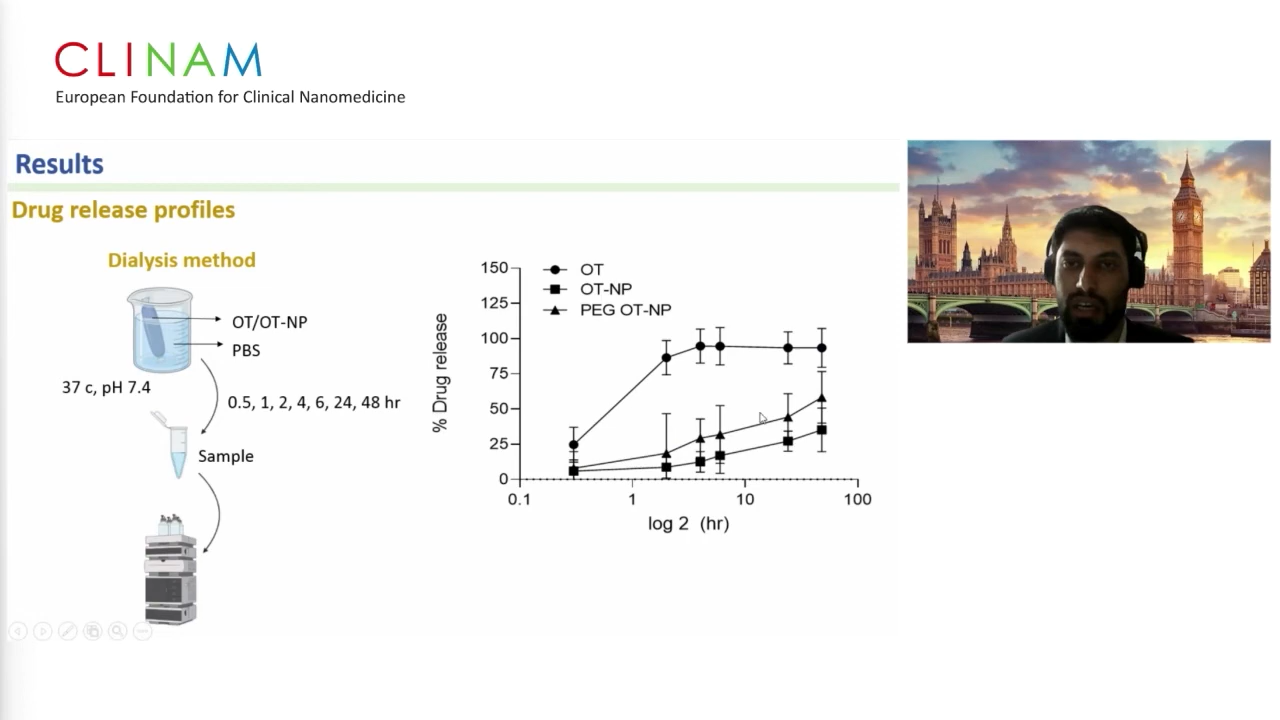 CLINAM
European Foundation for Clinical Nanomedicine
Results
Drug release profiles
Dialysis method
OT/OT-NP
PBS
37 c, pH 7.4
0.5, 1, 2, 4, 6, 24, 48 hr
Sample
% Drug release
150
125
100
75
50
25
0
OT
OT-NP
PEG OT-NP
0.1
1
10
100
log 2 (hr)